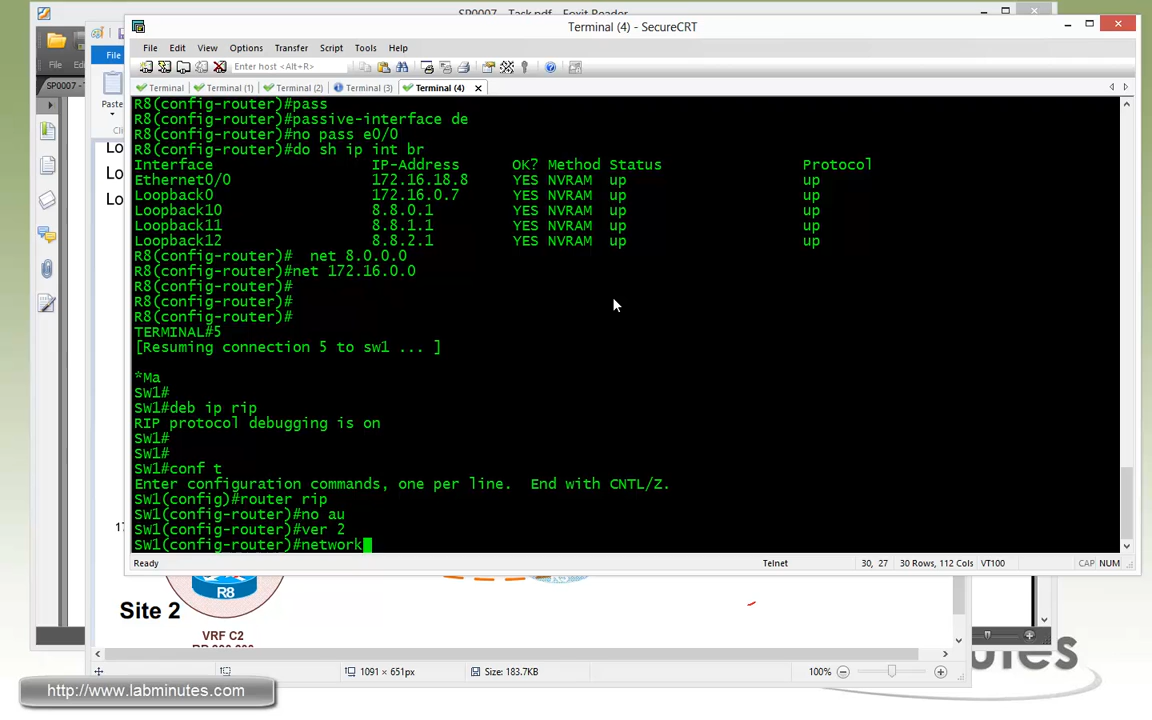 SP0007 - Task.pdf - Foxit Reader
Terminal (4) - SecureCRT
File Edit View Options Transfer Script Tools Help
Enter host <Alt+R>
File
File
SP0007 -
Terminal Terminal (1) Terminal (2) Terminal (3) Terminal (4)
Paste
Lo
Lo
Lo
17
R8(config-router)#pass
R8(config-router)#passive-interface de
R8(config-router)#no pass e0/0
R8(config-router)#do sh ip int br
Interface IP-Address OK? Method Status Protocol
Ethernet0/0 172.16.18.8 YES NVRAM up up
Loopback0 172.16.0.7 YES NVRAM up up
Loopback10 8.8.0.1 YES NVRAM up up
Loopback11 8.8.1.1 YES NVRAM up up
Loopback12 8.8.2.1 YES NVRAM up up
R8(config-router)#  net 8.0.0.0
R8(config-router)#net 172.16.0.0
R8(config-router)#
R8(config-router)#
R8(config-router)#
TERMINAL#5
[Resuming connection 5 to sw1 ... ]
*Ma
SW1#
SW1#deb ip rip
RIP protocol debugging is on
SW1#
SW1#
SW1#conf t
Enter configuration commands, one per line.  End with CNTL/Z.
SW1(config)#router rip
SW1(config-router)#no au
SW1(config-router)#ver 2
SW1(config-router)#network
Ready Telnet 30, 27 30 Rows, 112 Cols VT100 CAP NUM
R8
Site 2
VRF C2
1091 × 651px Size: 183.7KB 100%
http://www.labminutes.com